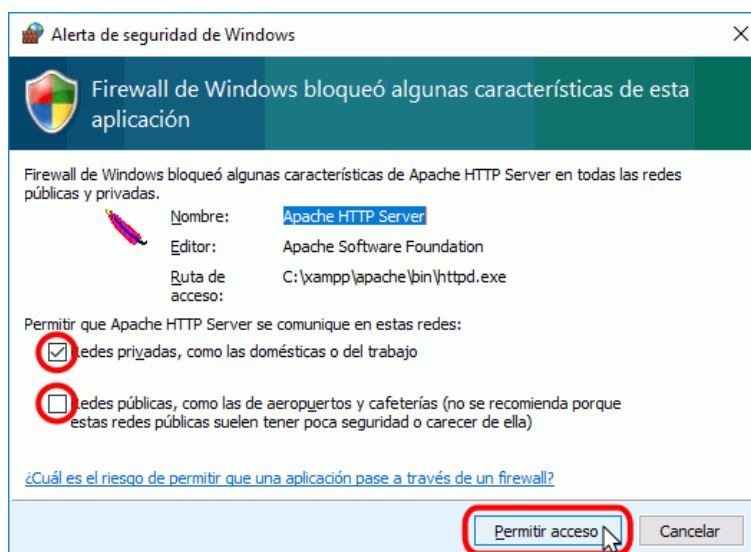 Alerta de seguridad de Windows
Firewall de Windows bloqueó algunas características de esta
aplicación
Firewall de Windows bloqueó algunas características de Apache HTTP Server en todas las redes
públicas y privadas.
Nombre: Apache HTTP Server
Editor: Apache Software Foundation
Ruta de acceso: C:\xampp\apache\bin\httpd.exe
Permitir que Apache HTTP Server se comunique en estas redes:
Redes privadas, como las domésticas o del trabajo
Redes públicas, como las de aeropuertos y cafeterías (no se recomienda porque
estas redes públicas suelen tener poca seguridad o carecer de ella)
¿Cuál es el riesgo de permitir que una aplicación pase a través de un firewall?
Permitir acceso Cancelar